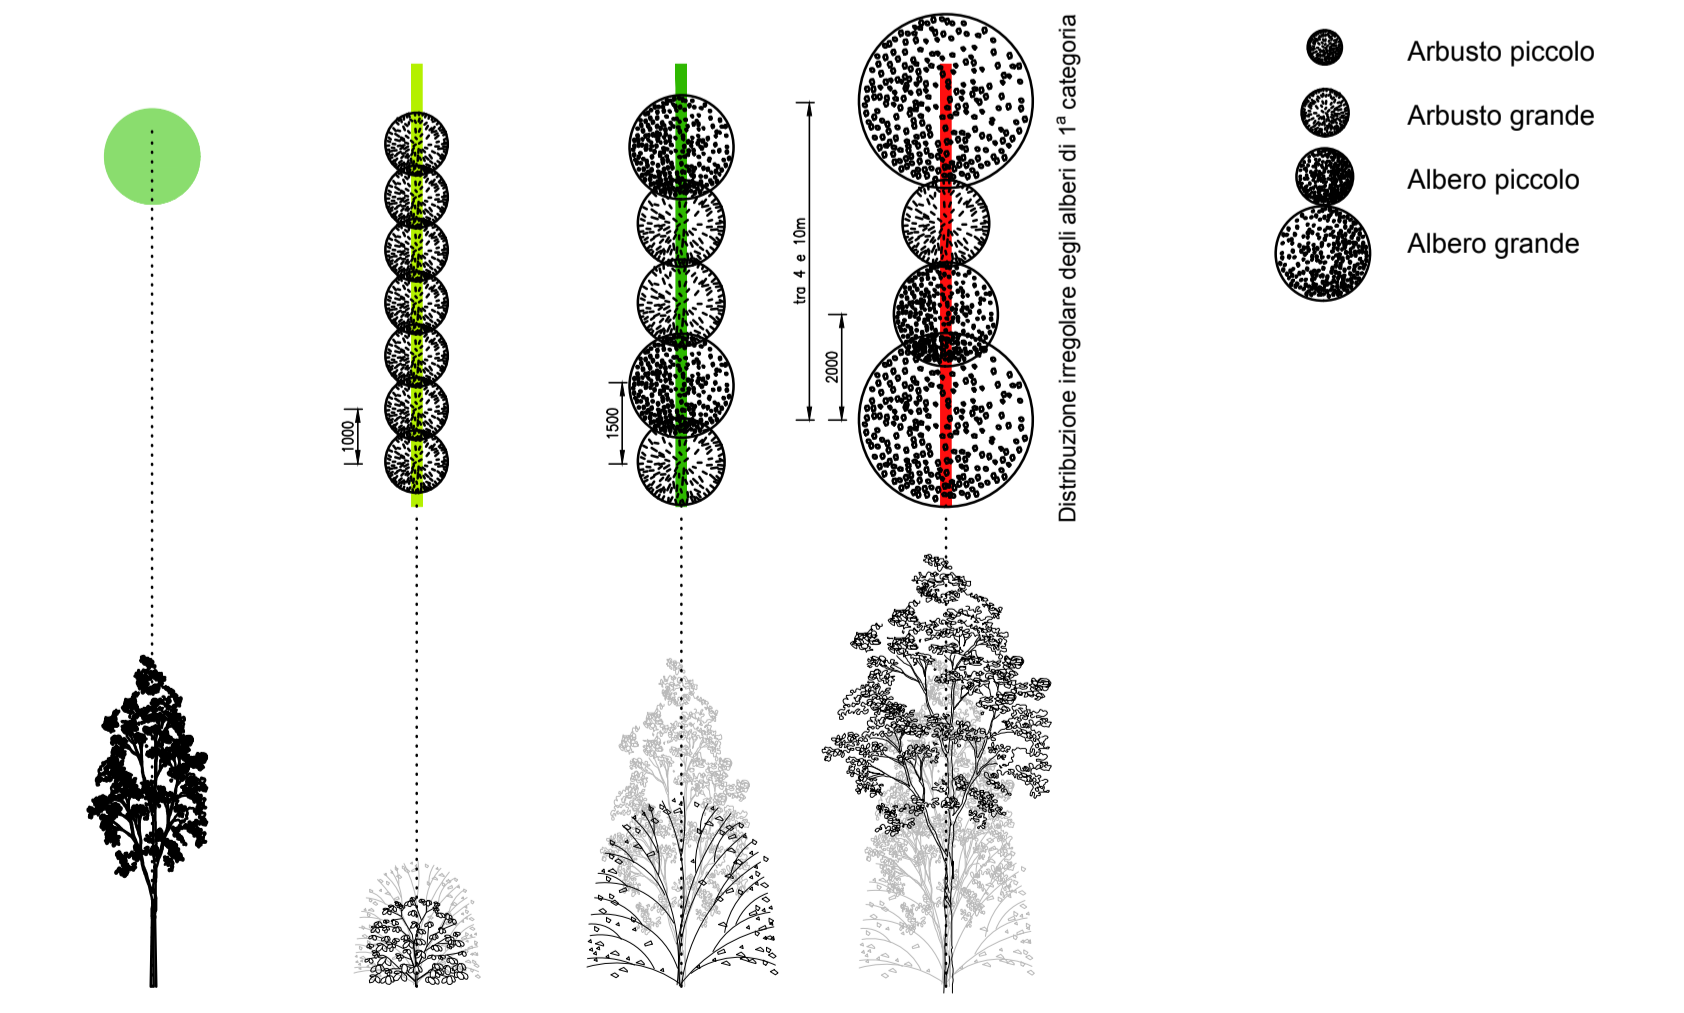 1000
1500
tra 4 e 10m
2000
Distribuzione irregolare degli alberi di 1ª categoria
Arbusto piccolo
Arbusto grande
Albero piccolo
Albero grande